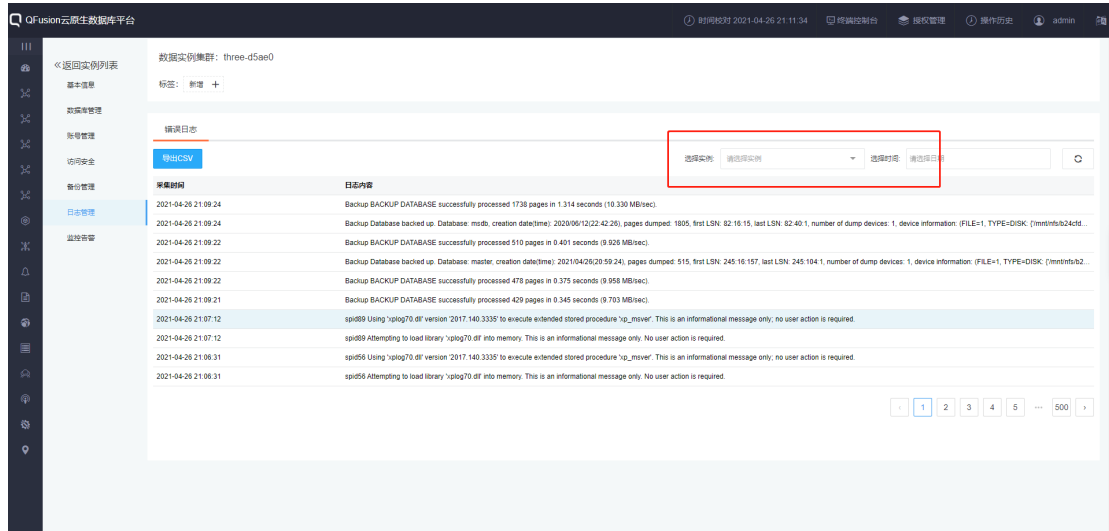 QFusion云原生数据库平台
时间校对 2021-04-26 21:11:34 终端控制台 授权管理 操作历史 admin
《返回实例列表
基本信息
数据库管理
账号管理
访问安全
备份管理
日志管理
监控告警
数据实例集群：three-d5ae0
标签： 新增 +
错误日志
导出CSV
选择实例: 请选择实例 选择时间: 请选择日期
采集时间 日志内容
2021-04-26 21:09:24 Backup BACKUP DATABASE successfully processed 1738 pages in 1.314 seconds (10.330 MB/sec).
2021-04-26 21:09:24 Backup Database backed up. Database: msdb, creation date(time): 2020/06/12(22:42:26), pages dumped: 1805, first LSN: 82:16:15, last LSN: 82:40:1, number of dump devices: 1, device information: (FILE=1, TYPE=DISK: {'/mnt/nfs/b24cfd...
2021-04-26 21:09:22 Backup BACKUP DATABASE successfully processed 510 pages in 0.401 seconds (9.926 MB/sec).
2021-04-26 21:09:22 Backup Database backed up. Database: master, creation date(time): 2021/04/26(20:59:24), pages dumped: 515, first LSN: 245:16:157, last LSN: 245:104:1, number of dump devices: 1, device information: (FILE=1, TYPE=DISK: {'/mnt/nfs/b2...
2021-04-26 21:09:22 Backup BACKUP DATABASE successfully processed 478 pages in 0.375 seconds (9.958 MB/sec).
2021-04-26 21:09:21 Backup BACKUP DATABASE successfully processed 429 pages in 0.345 seconds (9.703 MB/sec).
2021-04-26 21:07:12 spid89 Using 'xplog70.dll' version '2017.140.3335' to execute extended stored procedure 'xp_msver'. This is an informational message only; no user action is required.
2021-04-26 21:07:12 spid89 Attempting to load library 'xplog70.dll' into memory. This is an informational message only. No user action is required.
2021-04-26 21:06:31 spid56 Using 'xplog70.dll' version '2017.140.3335' to execute extended stored procedure 'xp_msver'. This is an informational message only; no user action is required.
2021-04-26 21:06:31 spid56 Attempting to load library 'xplog70.dll' into memory. This is an informational message only. No user action is required.
‹ 1 2 3 4 5 ··· 500 ›